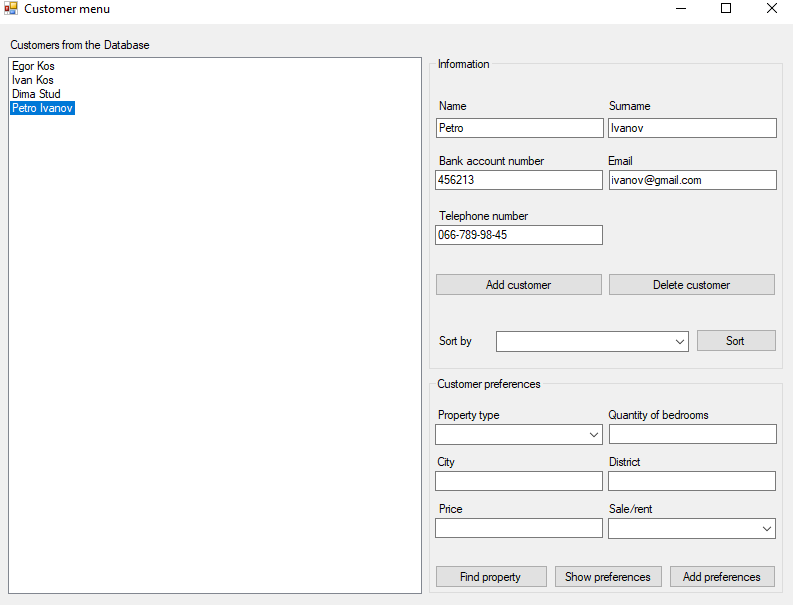 Customer menu
Customers from the Database
Egor Kos
Ivan Kos
Dima Stud
Petro Ivanov
Information
Name Surname
Petro Ivanov
Bank account number Email
456213 ivanov@gmail.com
Telephone number
066-789-98-45
Add customer Delete customer
Sort by Sort
Customer preferences
Property type Quantity of bedrooms
City District
Price Sale/rent
Find property Show preferences Add preferences